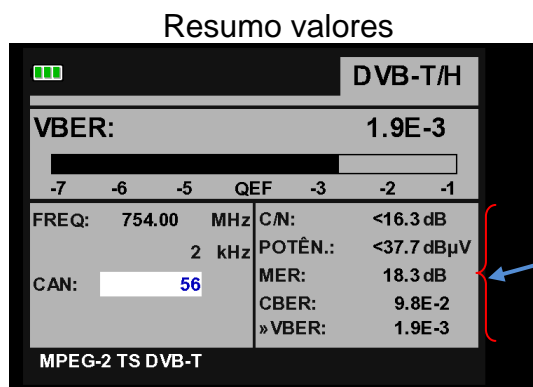 Resumo valores
DVB-T/H
VBER: 1.9E-3
-7 -6 -5 QEF -3 -2 -1
FREQ: 754.00 MHz
2 kHz
CAN: 56
C/N: <16.3 dB
POTÊN.: <37.7 dBµV
MER: 18.3 dB
CBER: 9.8E-2
»VBER: 1.9E-3
MPEG-2 TS DVB-T